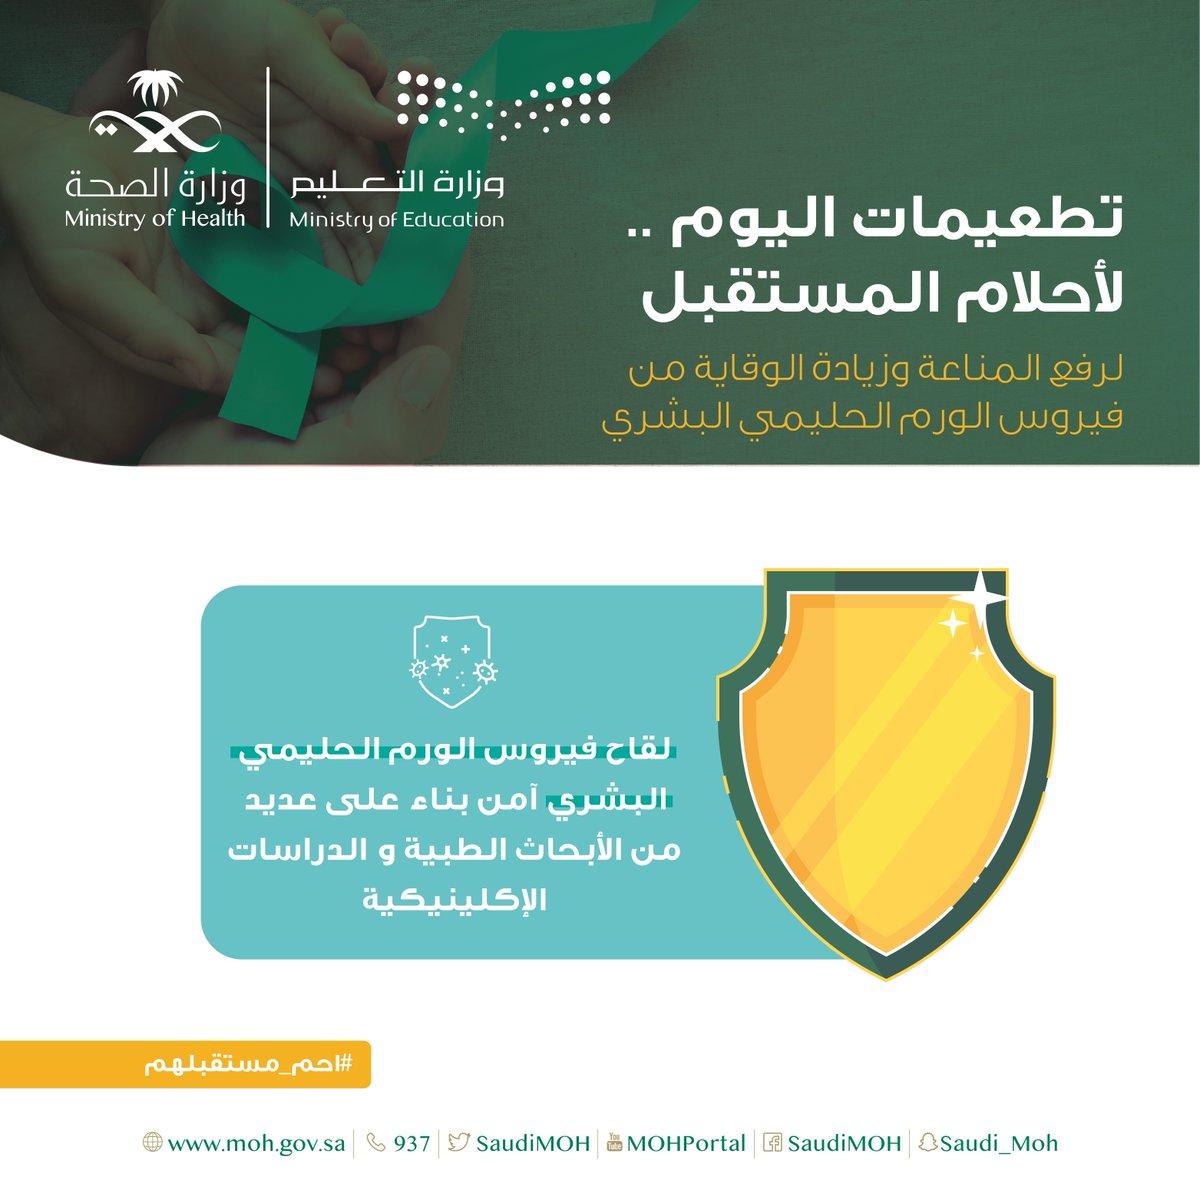 وزارة الصحة
Ministry of Health
وزارة التعليم
Ministry of Education
تطعيمات اليوم ..
لأحلام المستقبل
لرفع المناعة وزيادة الوقاية من
فيروس الورم الحليمي البشري
لقاح فيروس الورم الحليمي
البشري آمن بناء على عديد
من الأبحاث الطبية و الدراسات
الإكلينيكية
#احم_مستقبلهم
www.moh.gov.sa 937 SaudiMOH MOHPortal SaudiMOH Saudi_Moh